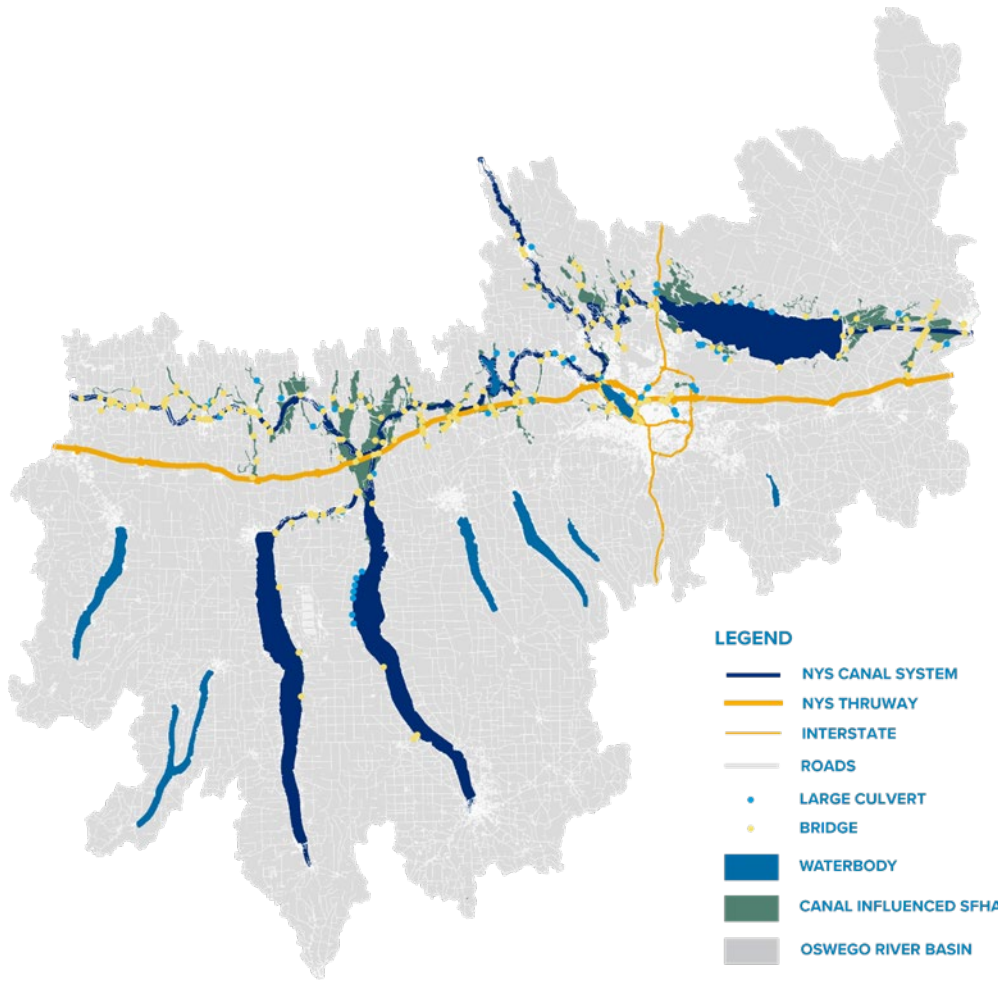 LEGEND
NYS CANAL SYSTEM
NYS THRUWAY
INTERSTATE
ROADS
LARGE CULVERT
BRIDGE
WATERBODY
CANAL INFLUENCED SFHA
OSWEGO RIVER BASIN